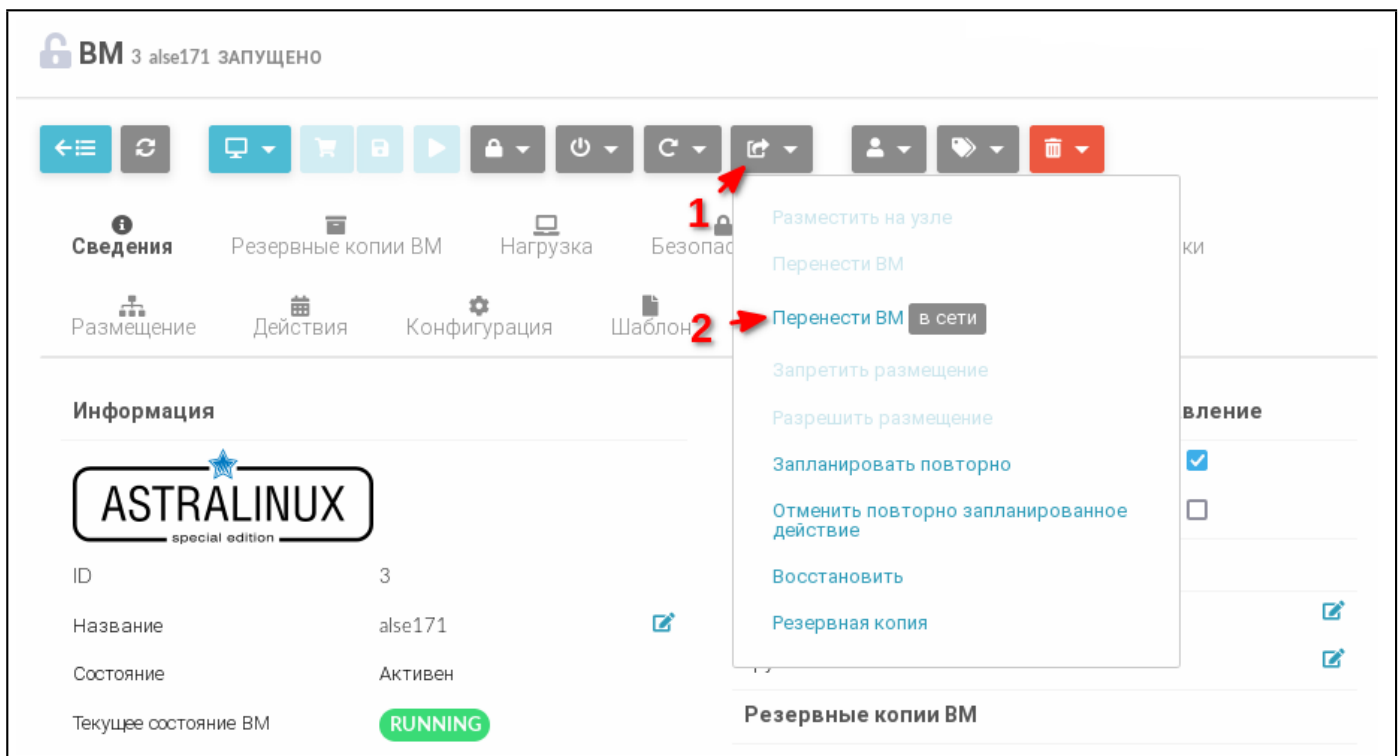 ВМ 3 alse171 ЗАПУЩЕНО
1
Сведения
Резервные копии ВМ
Нагрузка
ки
Размещение
Действия
Конфигурация
Шаблон
2
Разместить на узле
Перенести ВМ
Перенести ВМ в сети
Запретить размещение
Разрешить размещение
Запланировать повторно
Отменить повторно запланированное
действие
Восстановить
Резервная копия
Информация
вление
ASTRALINUX
special edition
ID 3
Название alse171
Состояние Активен
Текущее состояние ВМ RUNNING
Резервные копии ВМ